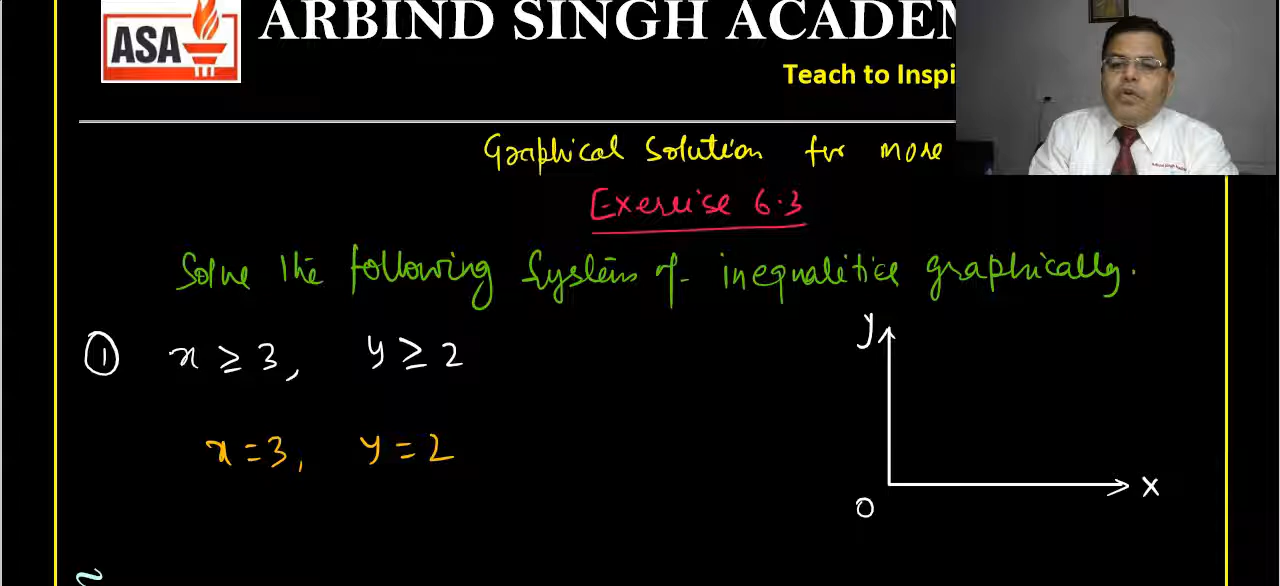 ASA
ARBIND SINGH ACADEM
Teach to Inspi
Graphical Solution for more
Exercise 6.3
Solve the following System of inequalities graphically.
① x ≥ 3, y ≥ 2
x = 3, y = 2
y
O
X